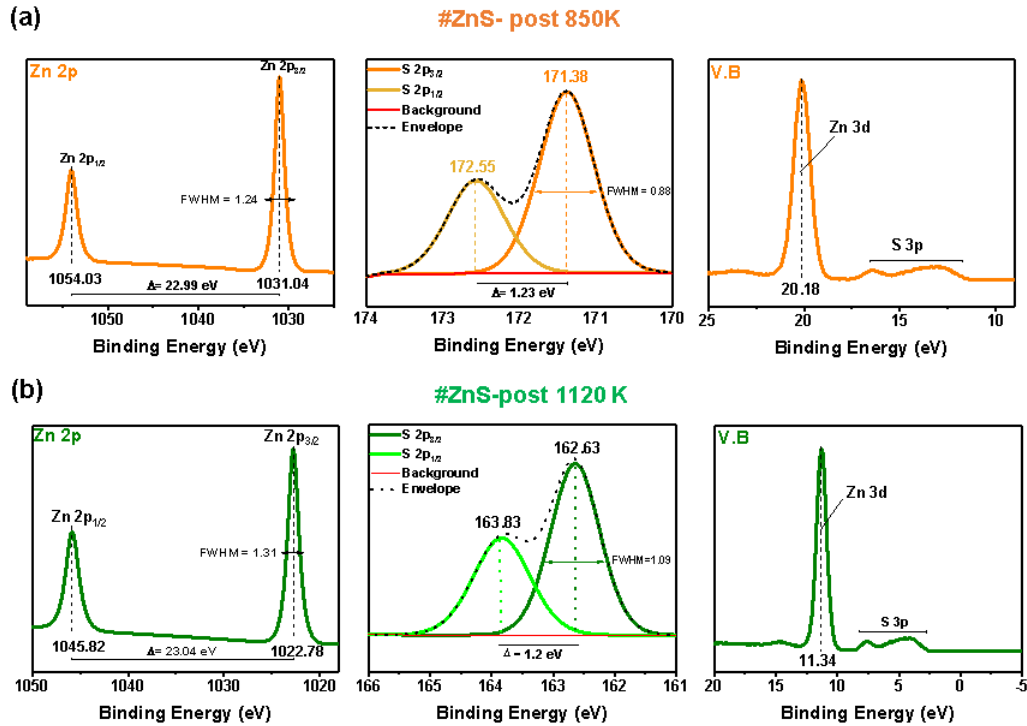 (a)
#ZnS- post 850K
Zn 2p
Zn 2p3/2
Zn 2p1/2
FWHM = 1.24
1054.03
1031.04
Δ= 22.99 eV
1050
1040
1030
Binding Energy (eV)
S 2p3/2
S 2p1/2
Background
Envelope
171.38
172.55
FWHM = 0.88
Δ= 1.23 eV
174
173
172
171
170
Binding Energy (eV)
V.B
Zn 3d
S 3p
20.18
25
20
15
10
Binding Energy (eV)
(b)
#ZnS-post 1120 K
Zn 2p
Zn 2p3/2
Zn 2p1/2
FWHM = 1.31
1045.82
1022.78
Δ= 23.04 eV
1050
1040
1030
1020
Binding Energy (eV)
S 2p3/2
S 2p1/2
Background
Envelope
162.63
163.83
FWHM=1.09
Δ = 1.2 eV
166
165
164
163
162
161
Binding Energy (eV)
V.B
Zn 3d
S 3p
11.34
20
15
10
5
0
-5
Binding Energy (eV)